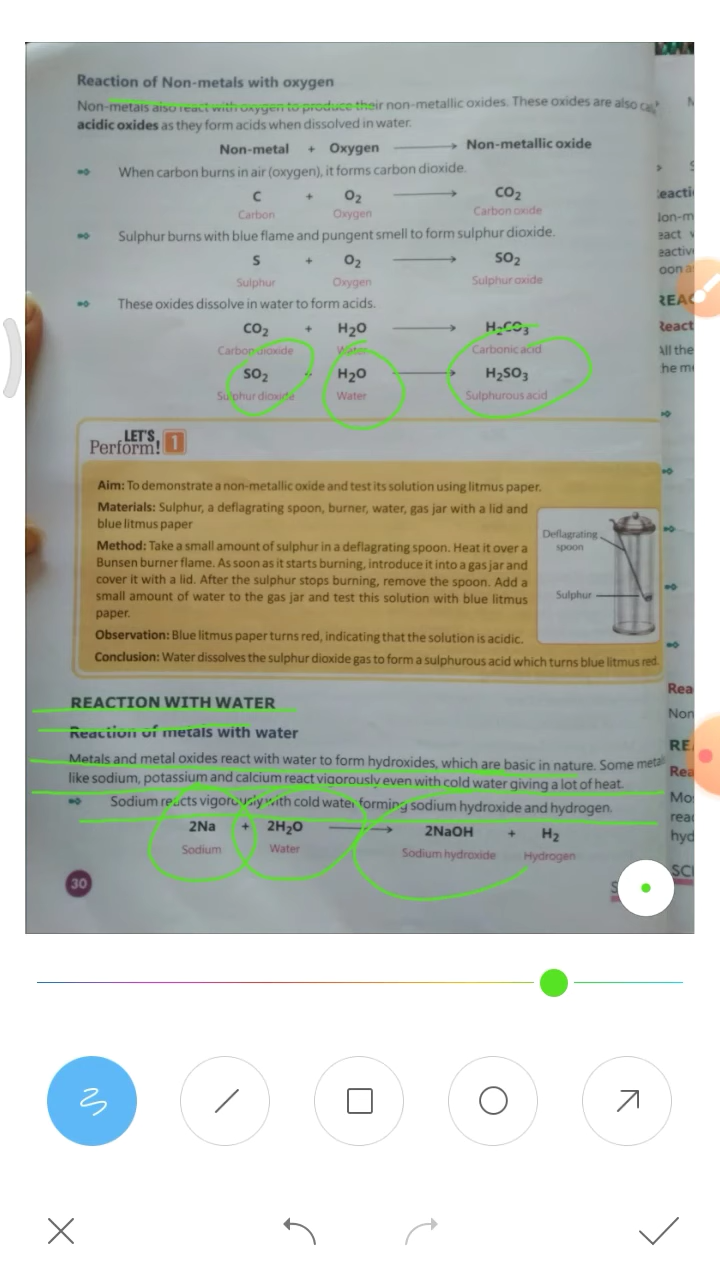 Reaction of Non-metals with oxygen
Non-metals also react with oxygen to produce their non-metallic oxides. These oxides are also
acidic oxides as they form acids when dissolved in water.
Non-metal + Oxygen → Non-metallic oxide
When carbon burns in air (oxygen), it forms carbon dioxide.
C + O₂ → CO₂
Carbon Oxygen Carbon oxide
Sulphur burns with blue flame and pungent smell to form sulphur dioxide.
S + O₂ → SO₂
Sulphur Oxygen Sulphur oxide
These oxides dissolve in water to form acids.
CO₂ + H₂O → H₂CO₃
Carbon dioxide Water Carbonic acid
SO₂ + H₂O → H₂SO₃
Sulphur dioxide Water Sulphurous acid
LET'S
Perform! 1
Aim: To demonstrate a non-metallic oxide and test its solution using litmus paper.
Materials: Sulphur, a deflagrating spoon, burner, water, gas jar with a lid and
blue litmus paper
Method: Take a small amount of sulphur in a deflagrating spoon. Heat it over a
Bunsen burner flame. As soon as it starts burning, introduce it into a gas jar and
cover it with a lid. After the sulphur stops burning, remove the spoon. Add a
small amount of water to the gas jar and test this solution with blue litmus
paper.
Deflagrating
spoon
Sulphur
Observation: Blue litmus paper turns red, indicating that the solution is acidic.
Conclusion: Water dissolves the sulphur dioxide gas to form a sulphurous acid which turns blue litmus red.
REACTION WITH WATER
Reaction of metals with water
Metals and metal oxides react with water to form hydroxides, which are basic in nature. Some metal
like sodium, potassium and calcium react vigorously even with cold water giving a lot of heat.
Sodium reacts vigorously with cold water forming sodium hydroxide and hydrogen.
2Na + 2H₂O → 2NaOH + H₂
Sodium Water Sodium hydroxide Hydrogen
30